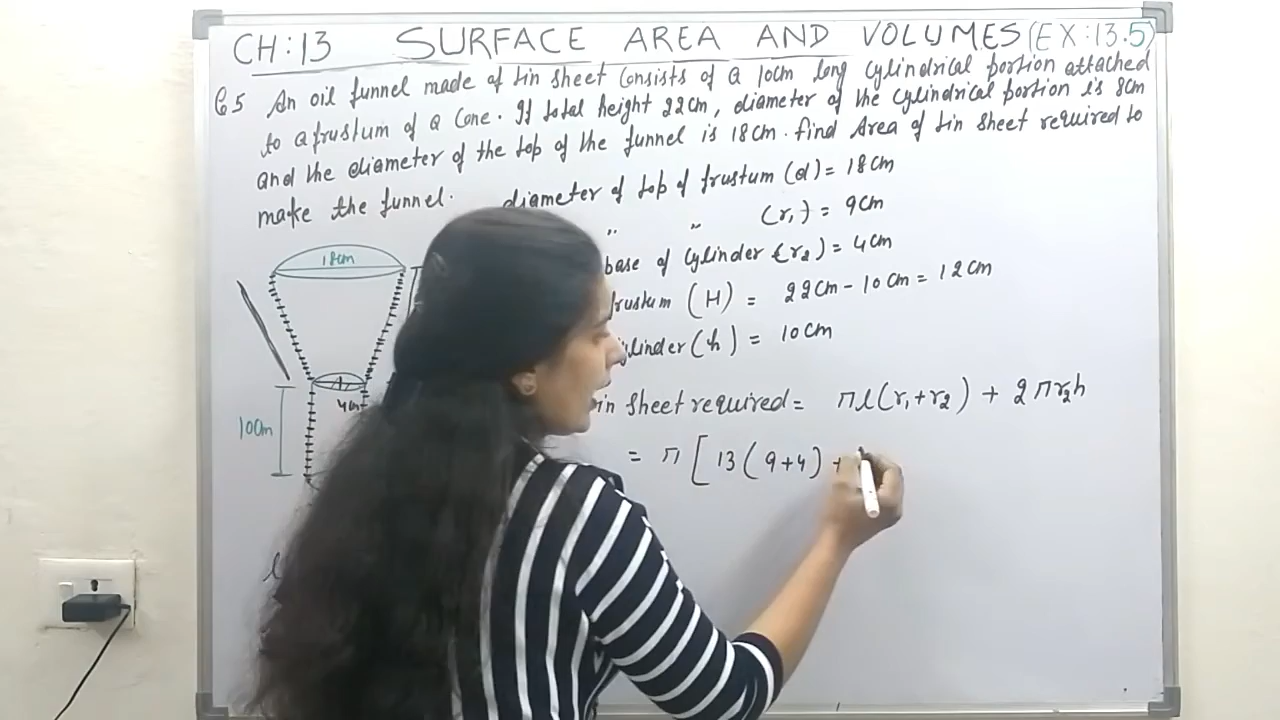 CH:13 SURFACE AREA AND VOLUMES (EX:13.5)
Q.5 An oil funnel made of tin sheet consists of a 10cm long cylindrical portion attached
to a frustum of a cone. If total height 22cm, diameter of the cylindrical portion is 8cm
and the diameter of the top of the funnel is 18cm. find Area of tin sheet required to
make the funnel.
diameter of top of frustum (d) = 18cm
" " (r₁) = 9cm
base of cylinder (r₂) = 4cm
frustum (H) = 22cm - 10cm = 12cm
cylinder (h) = 10cm
sheet required = πl(r₁+r₂) + 2πr₂h
= π [ 13 ( 9+4 ) +
18cm
4cm
10cm
l